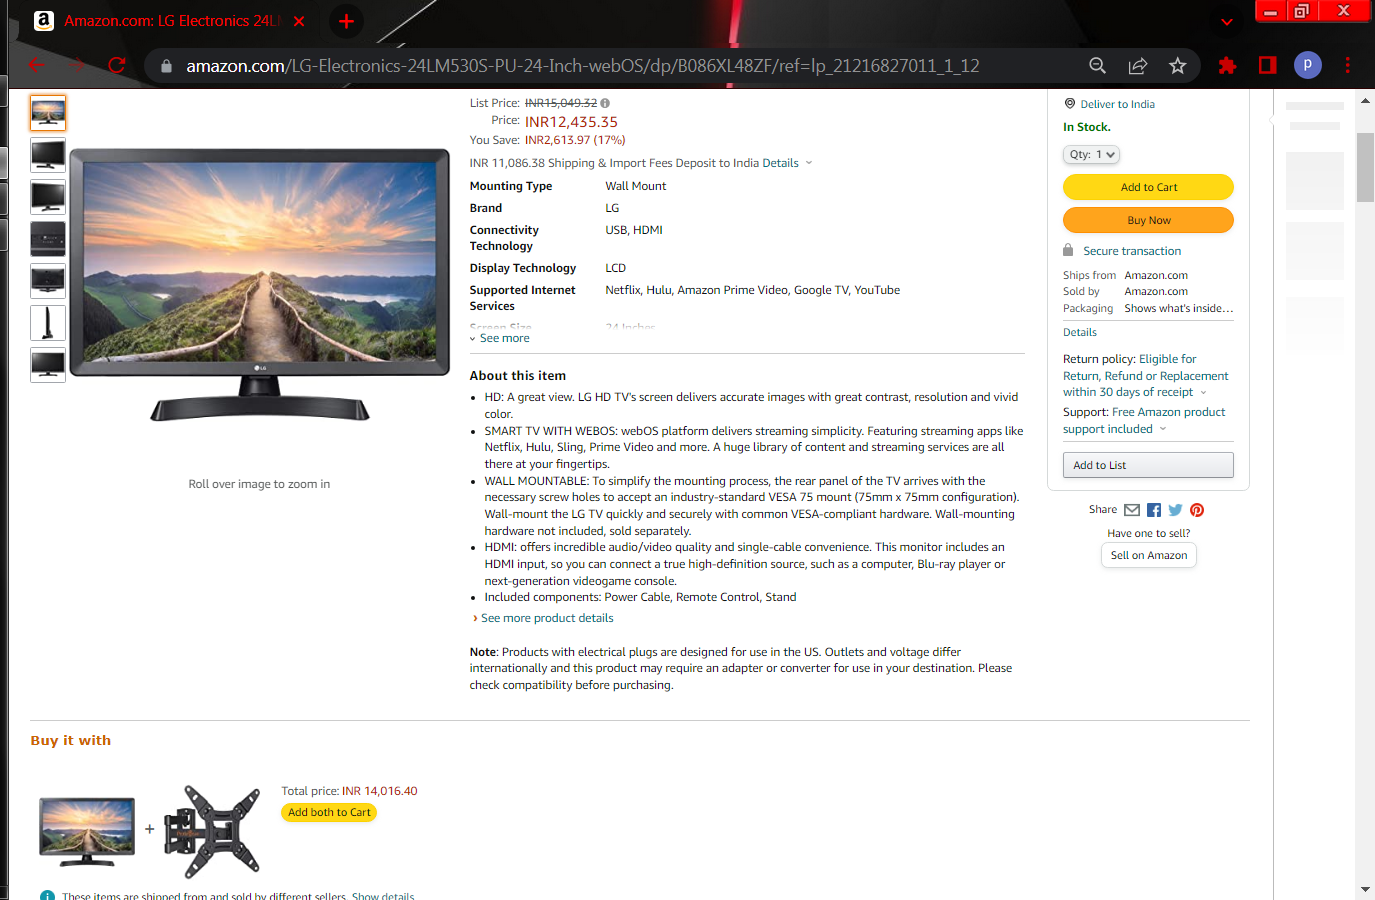 Amazon.com: LG Electronics 24LM
amazon.com/LG-Electronics-24LM530S-PU-24-Inch-webOS/dp/B086XL48ZF/ref=lp_21216827011_1_12
P
List Price: INR15,049.32
Price: INR12,435.35
You Save: INR2,613.97 (17%)
INR 11,086.38 Shipping & Import Fees Deposit to India Details
Mounting Type Wall Mount
Brand LG
Connectivity Technology USB, HDMI
Display Technology LCD
Supported Internet Services Netflix, Hulu, Amazon Prime Video, Google TV, YouTube
Screen Size 24 Inches
See more
About this item
• HD: A great view. LG HD TV's screen delivers accurate images with great contrast, resolution and vivid
color.
• SMART TV WITH WEBOS: webOS platform delivers streaming simplicity. Featuring streaming apps like
Netflix, Hulu, Sling, Prime Video and more. A huge library of content and streaming services are all
there at your fingertips.
• WALL MOUNTABLE: To simplify the mounting process, the rear panel of the TV arrives with the
necessary screw holes to accept an industry-standard VESA 75 mount (75mm x 75mm configuration).
Wall-mount the LG TV quickly and securely with common VESA-compliant hardware. Wall-mounting
hardware not included, sold separately.
• HDMI: offers incredible audio/video quality and single-cable convenience. This monitor includes an
HDMI input, so you can connect a true high-definition source, such as a computer, Blu-ray player or
next-generation videogame console.
• Included components: Power Cable, Remote Control, Stand
› See more product details
Note: Products with electrical plugs are designed for use in the US. Outlets and voltage differ
internationally and this product may require an adapter or converter for use in your destination. Please
check compatibility before purchasing.
LG
Roll over image to zoom in
Deliver to India
In Stock.
Qty: 1
Add to Cart
Buy Now
Secure transaction
Ships from Amazon.com
Sold by Amazon.com
Packaging Shows what's inside...
Details
Return policy: Eligible for
Return, Refund or Replacement
within 30 days of receipt
Support: Free Amazon product
support included
Add to List
Share
Have one to sell?
Sell on Amazon
Buy it with
+
Total price: INR 14,016.40
Add both to Cart
These items are shipped from and sold by different sellers. Show details